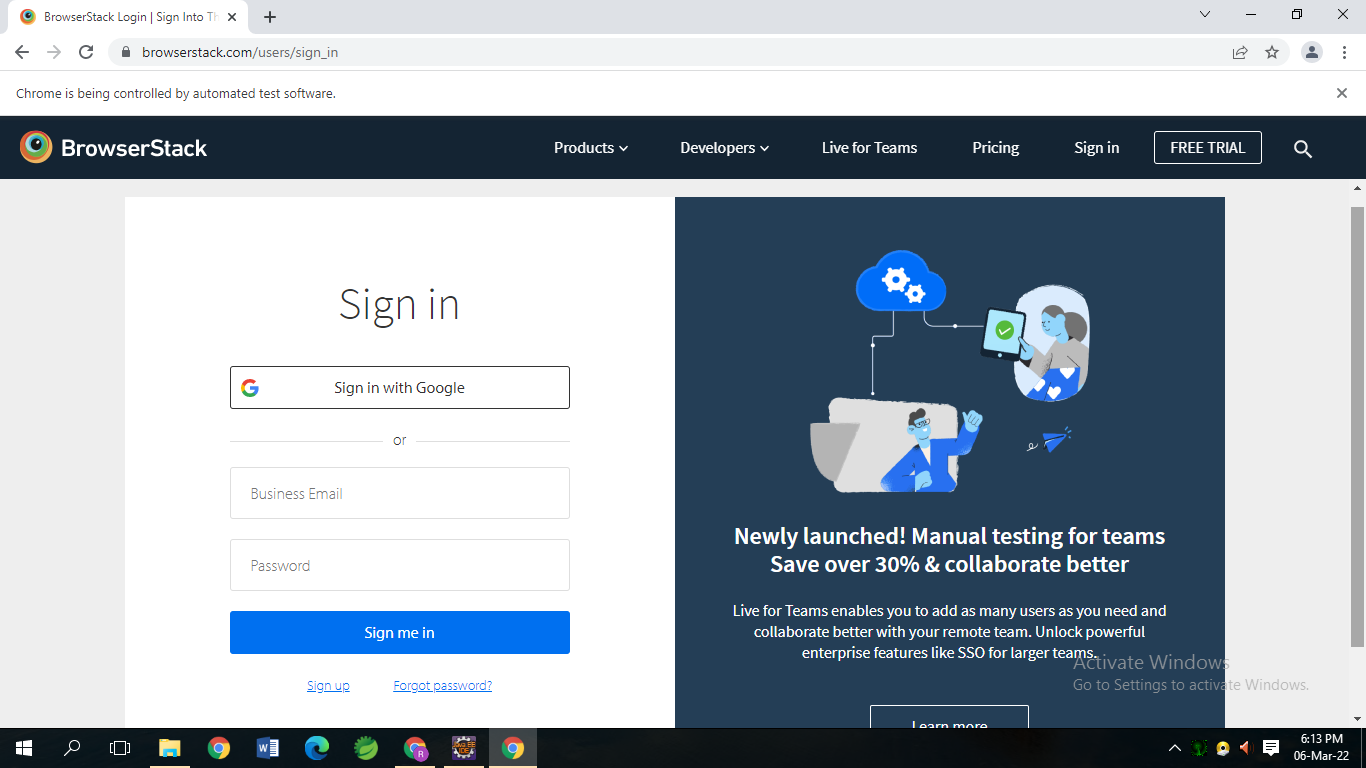 BrowserStack Login | Sign Into Th
browserstack.com/users/sign_in
Chrome is being controlled by automated test software.
BrowserStack
Products
Developers
Live for Teams
Pricing
Sign in
FREE TRIAL
Sign in
Sign in with Google
or
Business Email
Password
Sign me in
Sign up
Forgot password?
Newly launched! Manual testing for teams
Save over 30% & collaborate better
Live for Teams enables you to add as many users as you need and
collaborate better with your remote team. Unlock powerful
enterprise features like SSO for larger teams.
Learn more
Activate Windows
Go to Settings to activate Windows.
R
Java EE
IDE
6:13 PM
06-Mar-22